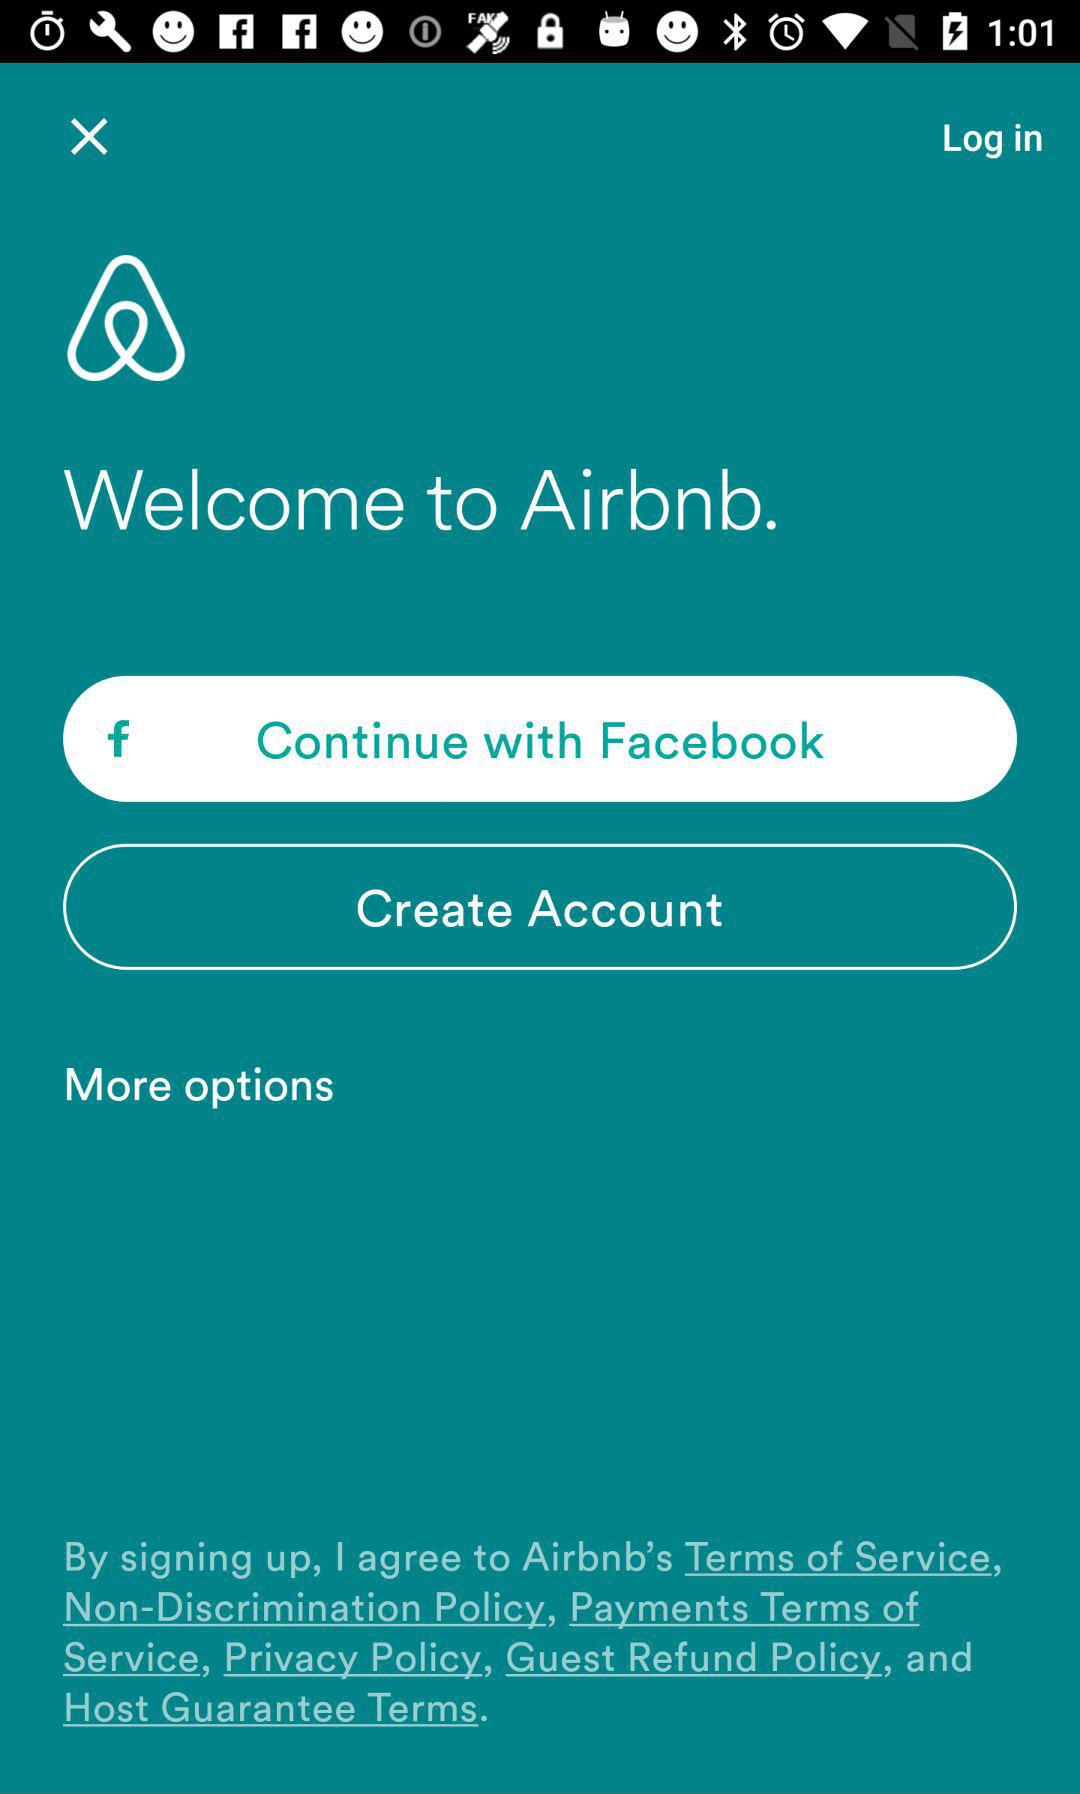 FAKE 1:01
Log in
Welcome to Airbnb.
f Continue with Facebook
Create Account
More options
By signing up, I agree to Airbnb’s Terms of Service,
Non-Discrimination Policy, Payments Terms of
Service, Privacy Policy, Guest Refund Policy, and
Host Guarantee Terms.